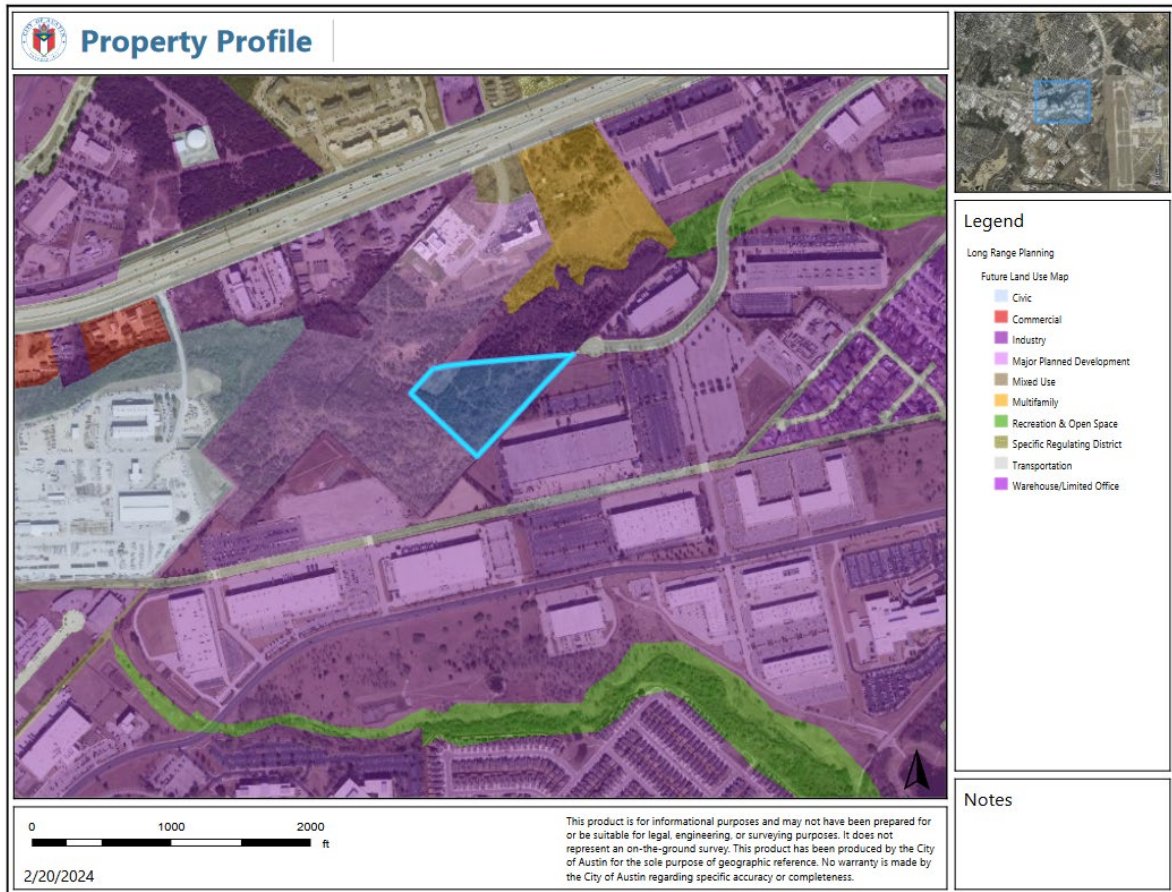 CITY OF AUSTIN
Property Profile
Legend
Long Range Planning
Future Land Use Map
Civic
Commercial
Industry
Major Planned Development
Mixed Use
Multifamily
Recreation & Open Space
Specific Regulating District
Transportation
Warehouse/Limited Office
Notes
0 1000 2000
ft
2/20/2024
This product is for informational purposes and may not have been prepared for
or be suitable for legal, engineering, or surveying purposes. It does not
represent an on-the-ground survey. This product has been produced by the City
of Austin for the sole purpose of geographic reference. No warranty is made by
the City of Austin regarding specific accuracy or completeness.